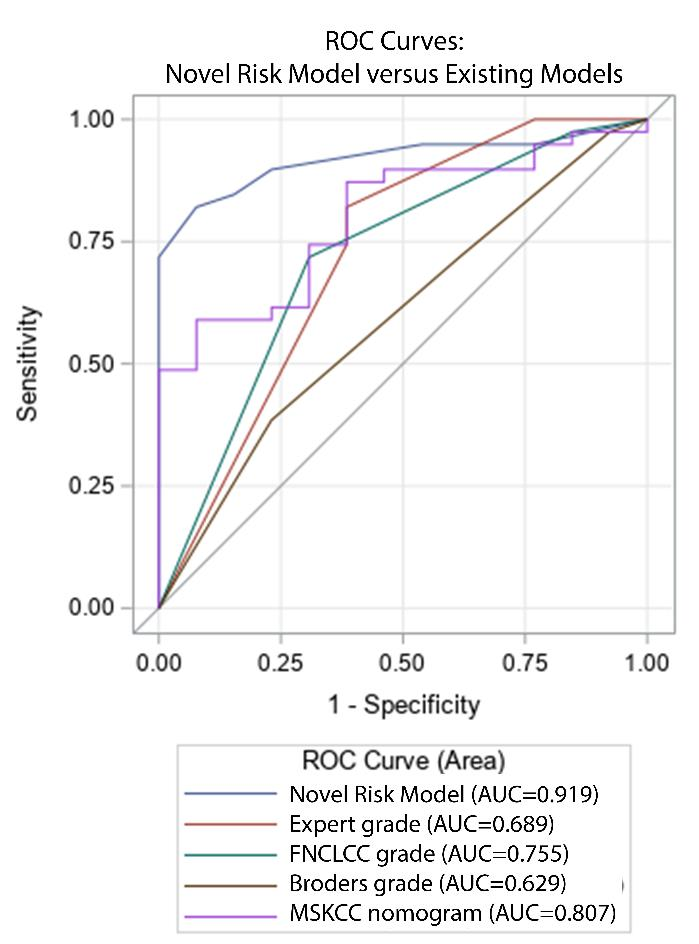 ROC Curves:
Novel Risk Model versus Existing Models
1.00
0.75
0.50
0.25
0.00
Sensitivity
0.00 0.25 0.50 0.75 1.00
1 - Specificity
ROC Curve (Area)
Novel Risk Model (AUC=0.919)
Expert grade (AUC=0.689)
FNCLCC grade (AUC=0.755)
Broders grade (AUC=0.629) )
MSKCC nomogram (AUC=0.807)